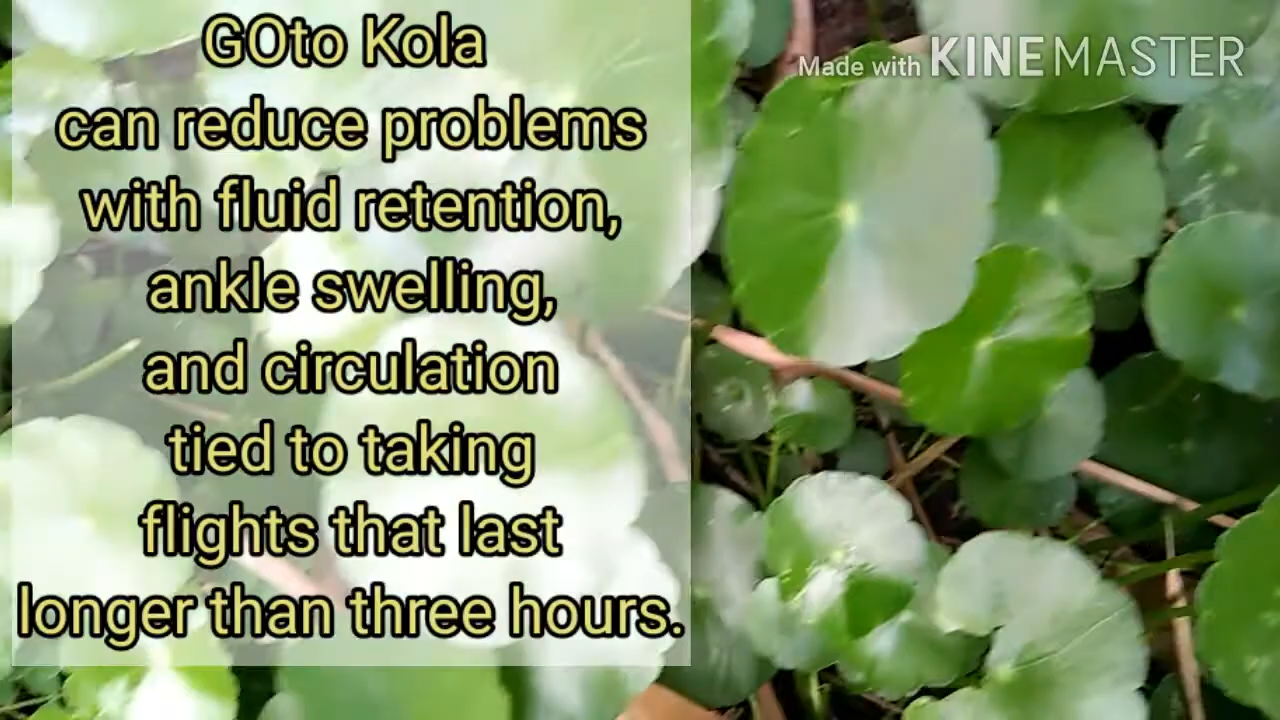 GOto Kola
can reduce problems
with fluid retention,
ankle swelling,
and circulation
tied to taking
flights that last
longer than three hours.
Made with KINEMASTER